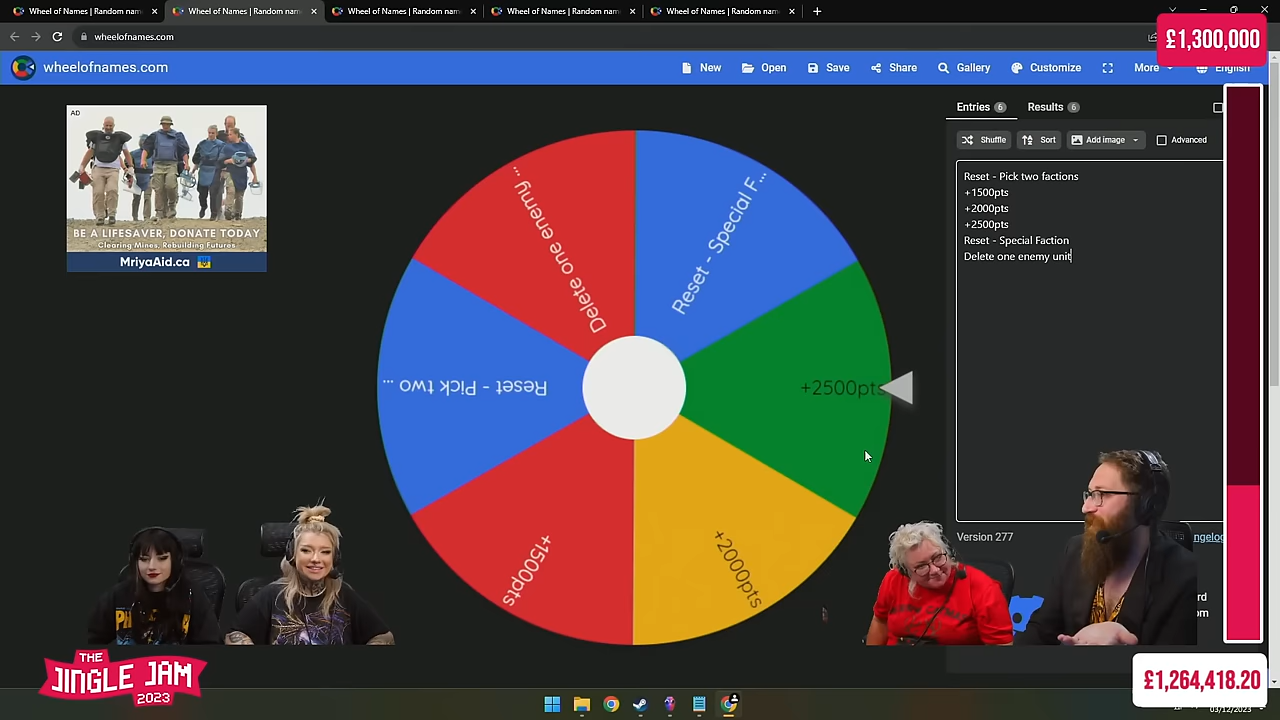 Wheel of Names | Random nam
Wheel of Names | Random nam
Wheel of Names | Random nam
Wheel of Names | Random nam
Wheel of Names | Random nam
wheelofnames.com
£1,300,000
wheelofnames.com
New
Open
Save
Share
Gallery
Customize
More
English
AD
BE A LIFESAVER, DONATE TODAY
Clearing Mines, Rebuilding Futures
MriyaAid.ca
Entries 6
Results 6
Shuffle
Sort
Add image
Advanced
Reset - Pick two factions
+1500pts
+2000pts
+2500pts
Reset - Special Faction
Delete one enemy unit
Delete one enemy ...
Reset - Special F...
+2500pts
+2000pts
+1500pts
Reset - Pick two ...
Version 277
ngelog
THE
JINGLE JAM
2023
£1,264,418.20
03/12/2023